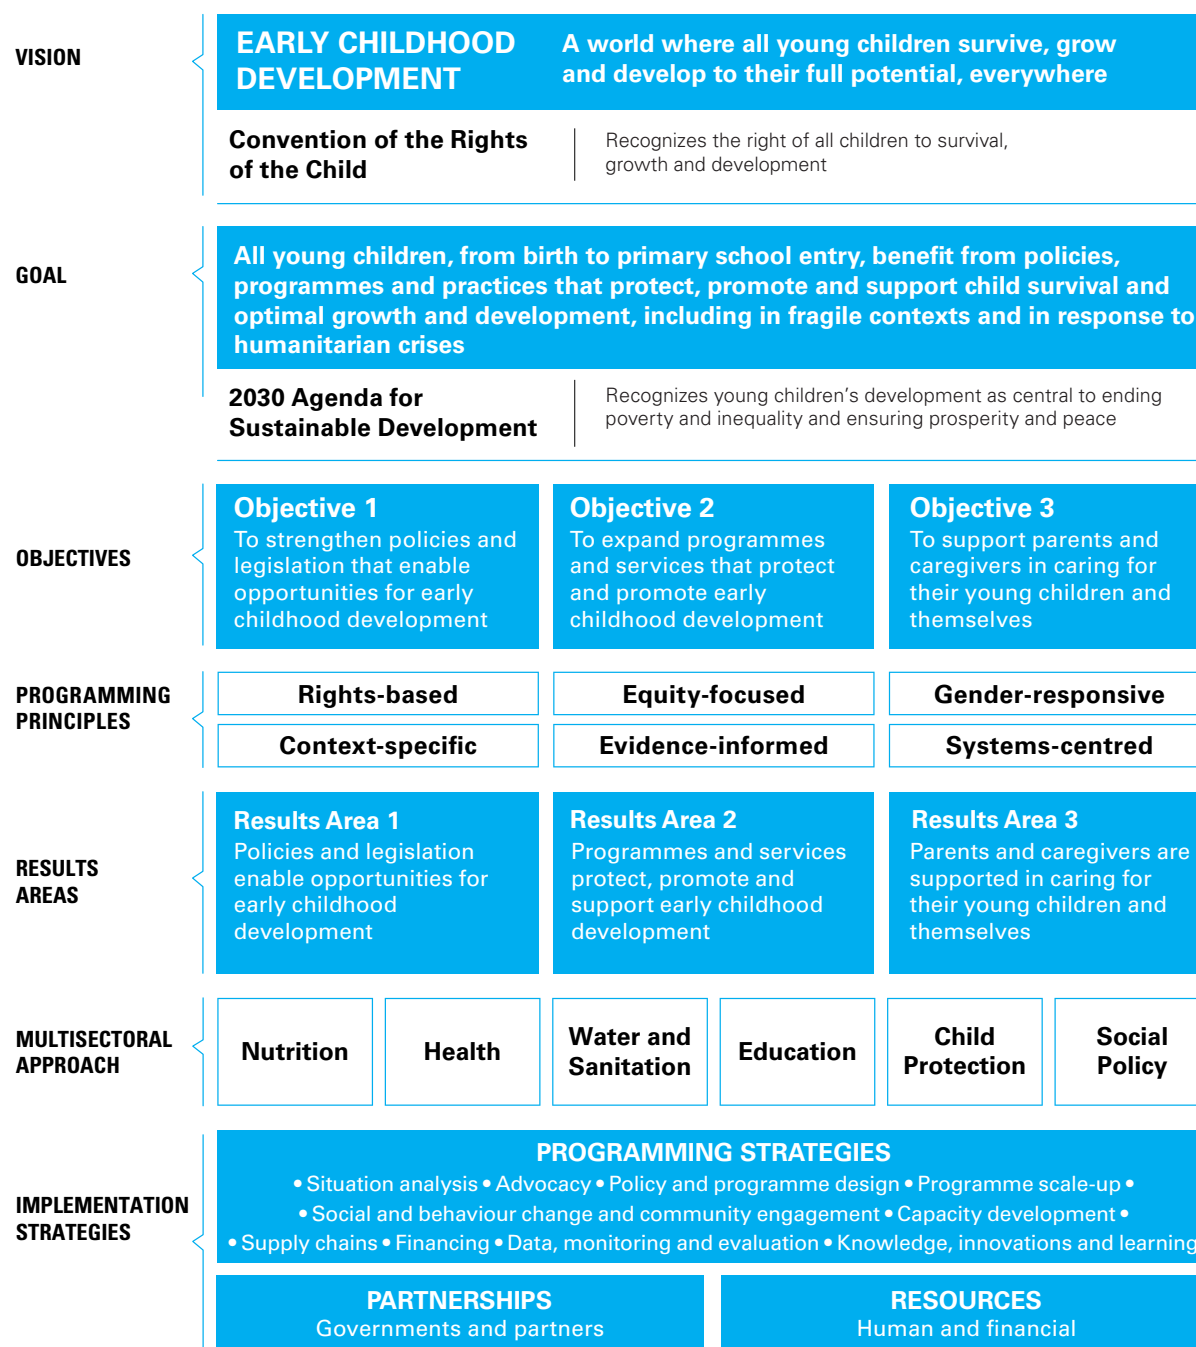 VISION
EARLY CHILDHOOD
DEVELOPMENT
A world where all young children survive, grow
and develop to their full potential, everywhere
Convention of the Rights
of the Child
Recognizes the right of all children to survival,
growth and development
GOAL
All young children, from birth to primary school entry, benefit from policies,
programmes and practices that protect, promote and support child survival and
optimal growth and development, including in fragile contexts and in response to
humanitarian crises
2030 Agenda for
Sustainable Development
Recognizes young children's development as central to ending
poverty and inequality and ensuring prosperity and peace
OBJECTIVES
Objective 1
To strengthen policies and
legislation that enable
opportunities for early
childhood development
Objective 2
To expand programmes
and services that protect
and promote early
childhood development
Objective 3
To support parents and
caregivers in caring for
their young children and
themselves
PROGRAMMING
PRINCIPLES
Rights-based
Equity-focused
Gender-responsive
Context-specific
Evidence-informed
Systems-centred
RESULTS
AREAS
Results Area 1
Policies and legislation
enable opportunities for
early childhood
development
Results Area 2
Programmes and services
protect, promote and
support early childhood
development
Results Area 3
Parents and caregivers are
supported in caring for
their young children and
themselves
MULTISECTORAL
APPROACH
Nutrition
Health
Water and
Sanitation
Education
Child
Protection
Social
Policy
IMPLEMENTATION
STRATEGIES
PROGRAMMING STRATEGIES
• Situation analysis • Advocacy • Policy and programme design • Programme scale-up •
• Social and behaviour change and community engagement • Capacity development •
• Supply chains • Financing • Data, monitoring and evaluation • Knowledge, innovations and learning
PARTNERSHIPS
Governments and partners
RESOURCES
Human and financial